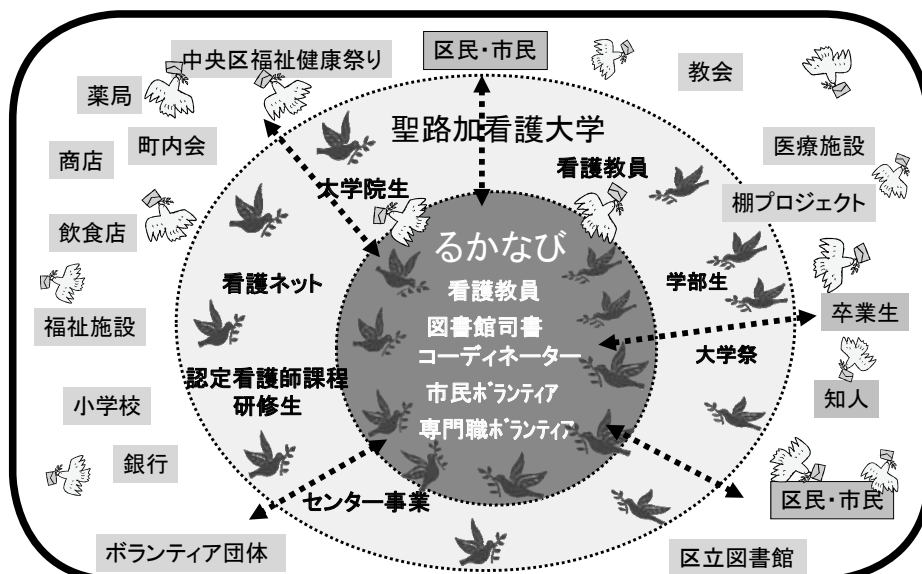 中央区福祉健康祭り
区民・市民
教会
薬局
聖路加看護大学
町内会
医療施設
商店
看護教員
大学院生
棚プロジェクト
飲食店
るかなび
看護ネット
看護教員
学部生
福祉施設
図書館司書
卒業生
コーディネーター
大学祭
認定看護師課程
研修生
市民ボランティア
知人
小学校
専門職ボランティア
銀行
センター事業
区民・市民
ボランティア団体
区立図書館